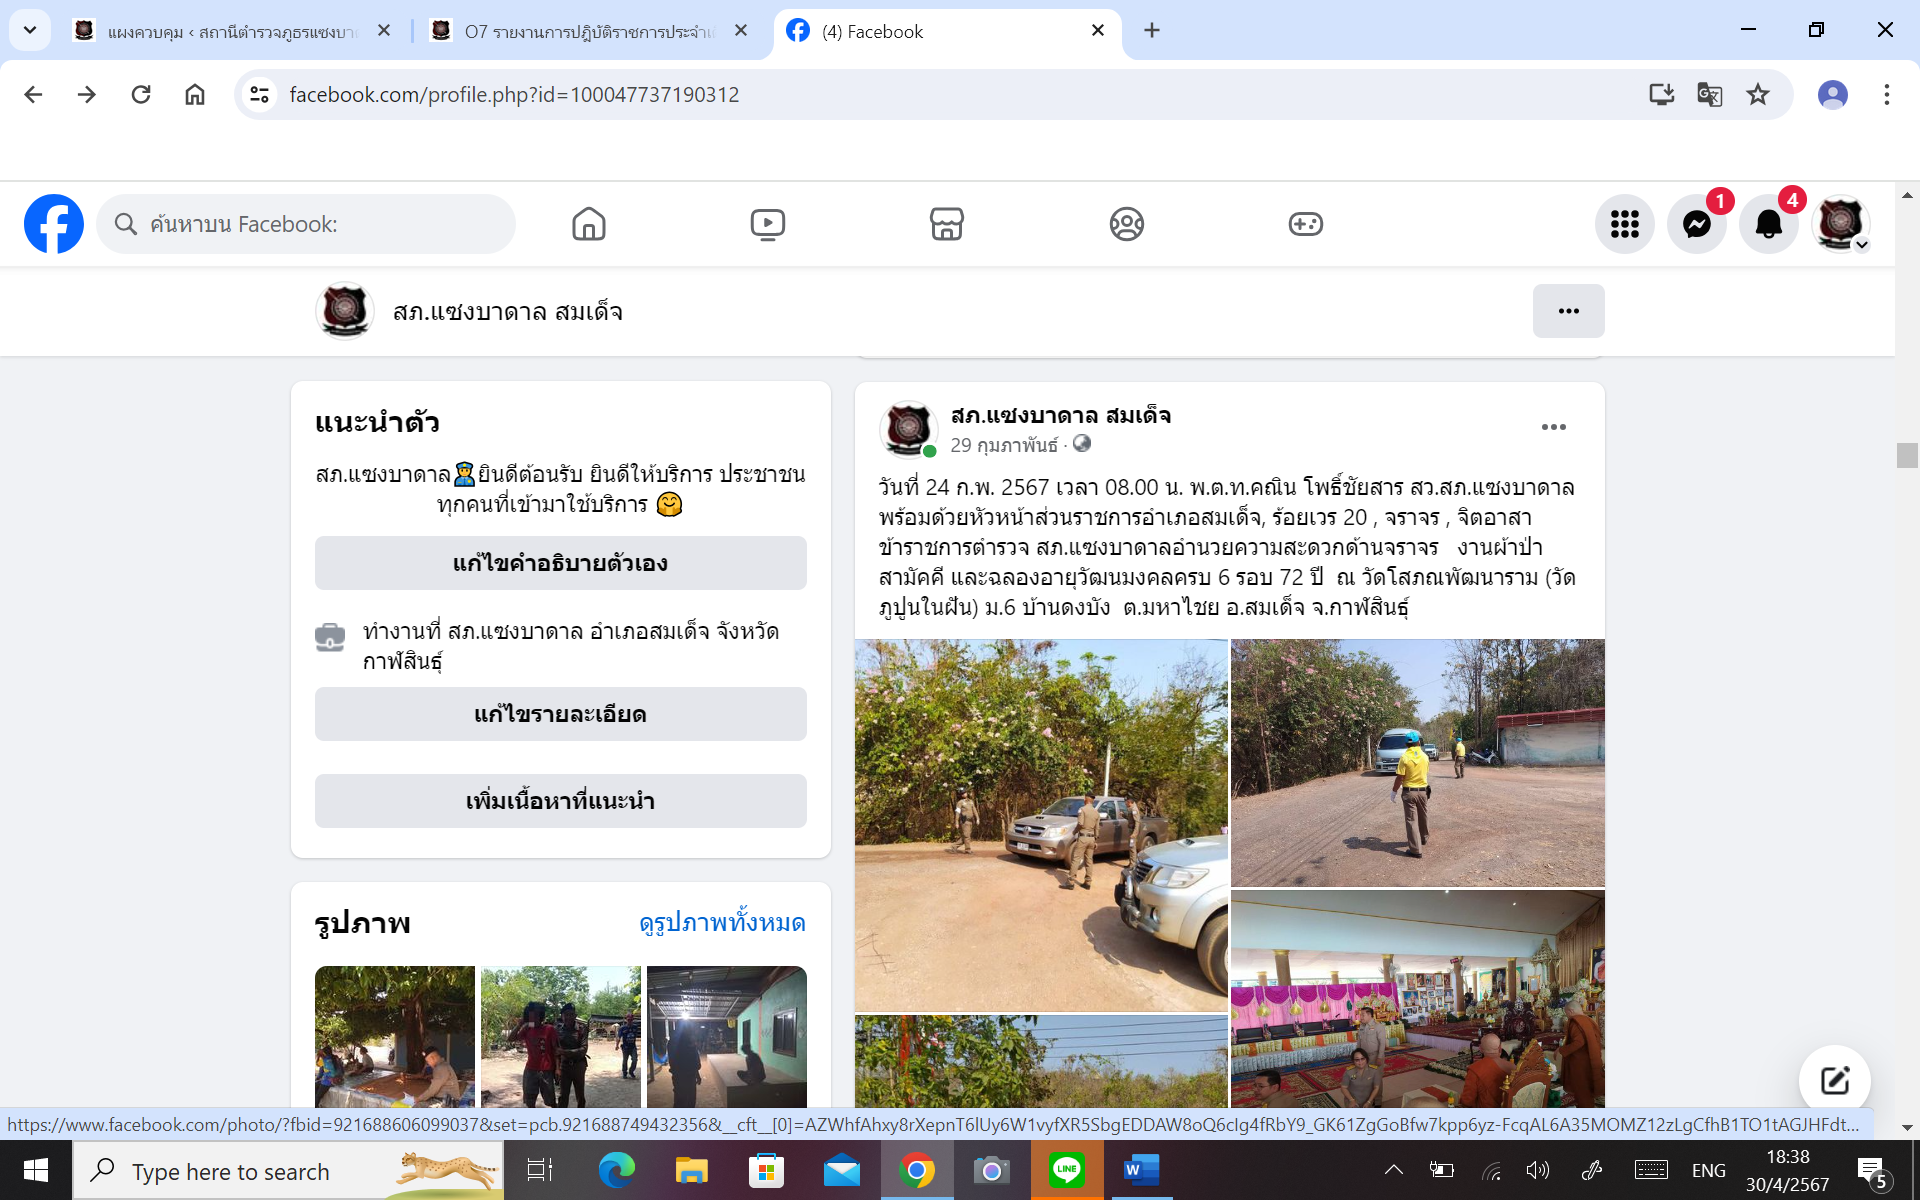 แผงควบคุม ‹ สถานีตำรวจภูธรแซงบาด
O7 รายงานการปฏิบัติราชการประจำเ
(4) Facebook
facebook.com/profile.php?id=100047737190312
ค้นหาบน Facebook:
1
4
สภ.แซงบาดาล สมเด็จ
แนะนำตัว
สภ.แซงบาดาล👮ยินดีต้อนรับ ยินดีให้บริการ ประชาชน
ทุกคนที่เข้ามาใช้บริการ 🤗
แก้ไขคำอธิบายตัวเอง
ทำงานที่ สภ.แซงบาดาล อำเภอสมเด็จ จังหวัด
กาฬสินธุ์
แก้ไขรายละเอียด
เพิ่มเนื้อหาที่แนะนำ
รูปภาพ
ดูรูปภาพทั้งหมด
สภ.แซงบาดาล สมเด็จ
29 กุมภาพันธ์ ·
วันที่ 24 ก.พ. 2567 เวลา 08.00 น. พ.ต.ท.คณิน โพธิ์ชัยสาร สว.สภ.แซงบาดาล
พร้อมด้วยหัวหน้าส่วนราชการอำเภอสมเด็จ, ร้อยเวร 20 , จราจร , จิตอาสา
ข้าราชการตำรวจ สภ.แซงบาดาลอำนวยความสะดวกด้านจราจร งานผ้าป่า
สามัคคี และฉลองอายุวัฒนมงคลครบ 6 รอบ 72 ปี ณ วัดโสภณพัฒนาราม (วัด
ภูปูนในฝัน) ม.6 บ้านดงบัง ต.มหาไชย อ.สมเด็จ จ.กาฬสินธุ์
https://www.facebook.com/photo/?fbid=921688606099037&set=pcb.921688749432356&__cft__[0]=AZWhfAhxy8rXepnT6lUy6W1vyfXR5SbgEDDAW8oQ6cIg4fRbY9_GK61ZgGoBfw7kpp6yz-FcqAL6A35MOMZ12zLgCfhB1TO1tAGJHFdt...
Type here to search
LINE
ENG
18:38
30/4/2567
5